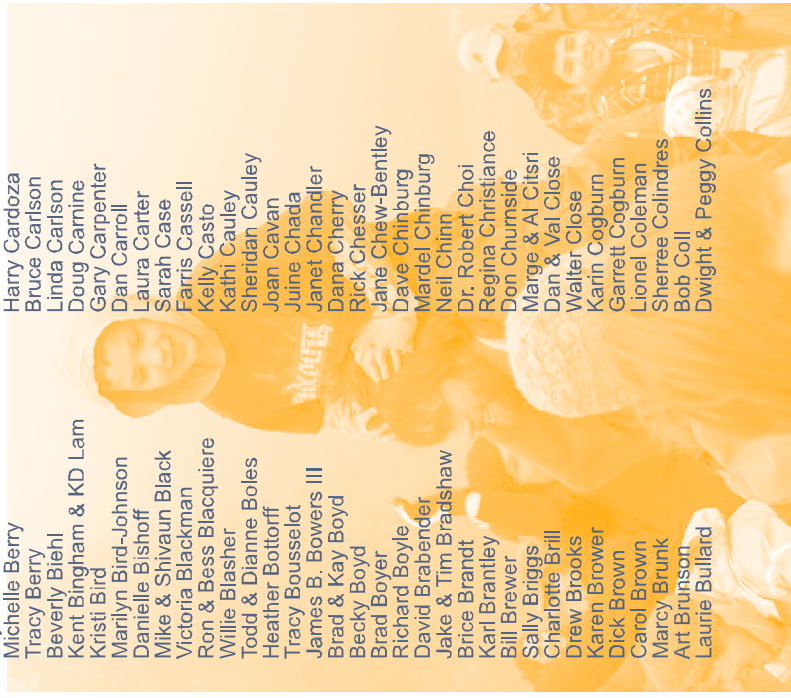 Michelle Berry
Tracy Berry
Beverly Biehl
Kent Bingham & KD Lam
Kristi Bird
Marilyn Bird-Johnson
Danielle Bishoff
Mike & Shivaun Black
Victoria Blackman
Ron & Bess Blacquiere
Willie Blasher
Todd & Dianne Boles
Heather Bottorff
Tracy Bousselot
James B. Bowers III
Brad & Kay Boyd
Becky Boyd
Brad Boyer
Richard Boyle
David Brabender
Jake & Tim Bradshaw
Brice Brandt
Karl Brantley
Bill Brewer
Sally Briggs
Charlotte Brill
Drew Brooks
Karen Brower
Dick Brown
Carol Brown
Marcy Brunk
Art Brunson
Laurie Bullard
Harry Cardoza
Bruce Carlson
Linda Carlson
Doug Carnine
Gary Carpenter
Dan Carroll
Laura Carter
Sarah Case
Farris Cassell
Kelly Casto
Kathi Cauley
Sheridan Cauley
Joan Cavan
Juine Chada
Janet Chandler
Dana Cherry
Rick Chesser
Jane Chew-Bentley
Dave Chinburg
Mardel Chinburg
Neil Chinn
Dr. Robert Choi
Regina Christiance
Don Churnside
Marge & Al Citsri
Dan & Val Close
Walter Close
Karin Cogburn
Garrett Cogburn
Lionel Coleman
Sherree Colindres
Bob Coll
Dwight & Peggy Collins